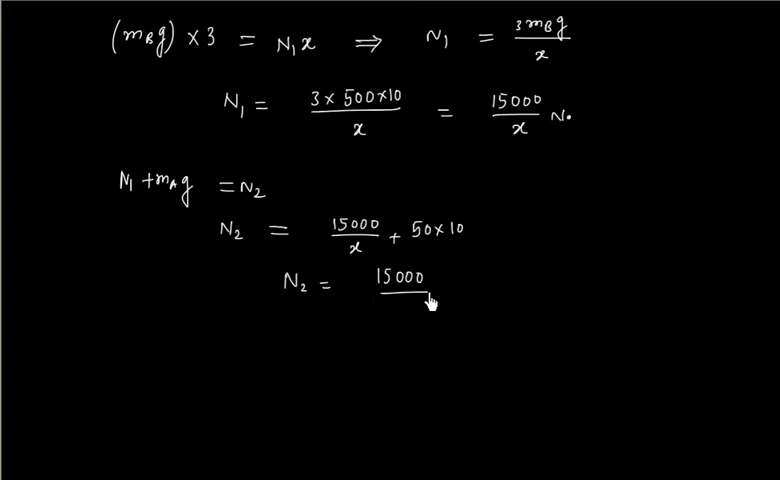 (m_B g) × 3 = N₁x ⇒ N₁ = 3m_B g / x
N₁ = 3 × 500 × 10 / x = 15000 / x N.
N₁ + m_A g = N₂
N₂ = 15000 / x + 50 × 10
N₂ = 15000